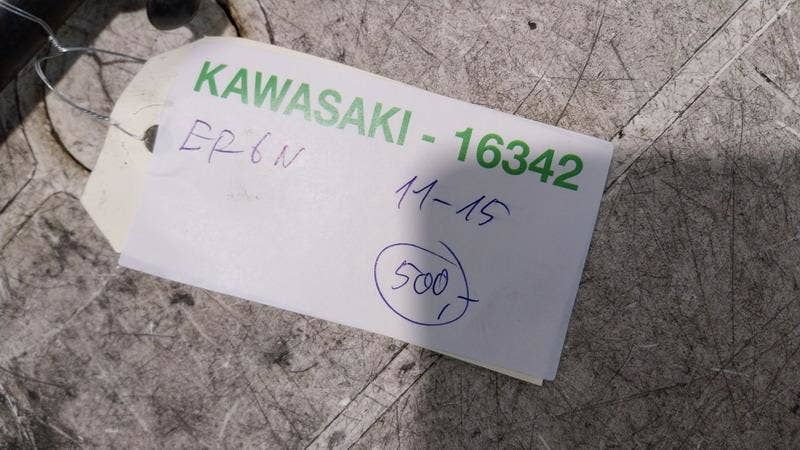 KAWASAKI - 16342
ER6N
11-15
500,-